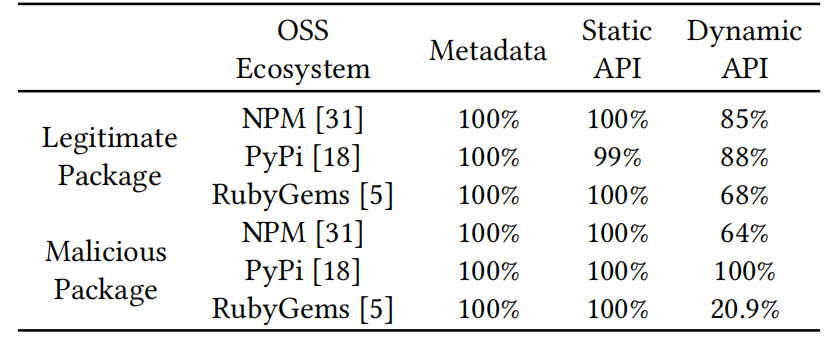 OSS Ecosystem Metadata Static API Dynamic API
Legitimate Package
NPM [31] 100% 100% 85%
PyPi [18] 100% 99% 88%
RubyGems [5] 100% 100% 68%
Malicious Package
NPM [31] 100% 100% 64%
PyPi [18] 100% 100% 100%
RubyGems [5] 100% 100% 20.9%